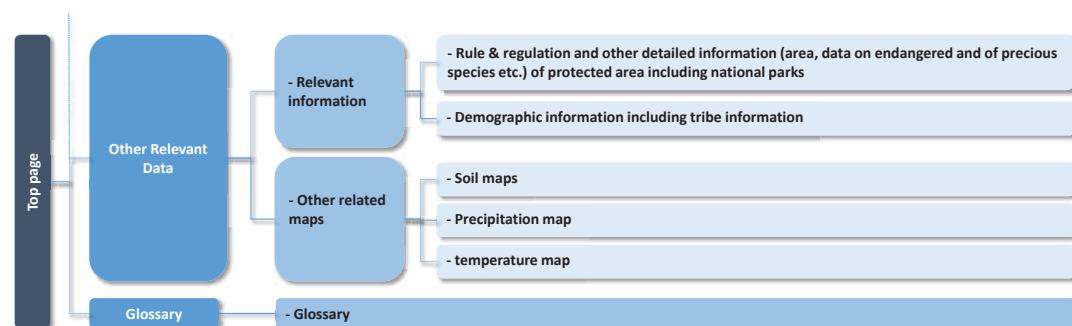 Top page
Other Relevant
Data
- Relevant
information
- Rule & regulation and other detailed information (area, data on endangered and of precious
species etc.) of protected area including national parks
- Demographic information including tribe information
- Other related
maps
- Soil maps
- Precipitation map
- temperature map
Glossary
- Glossary